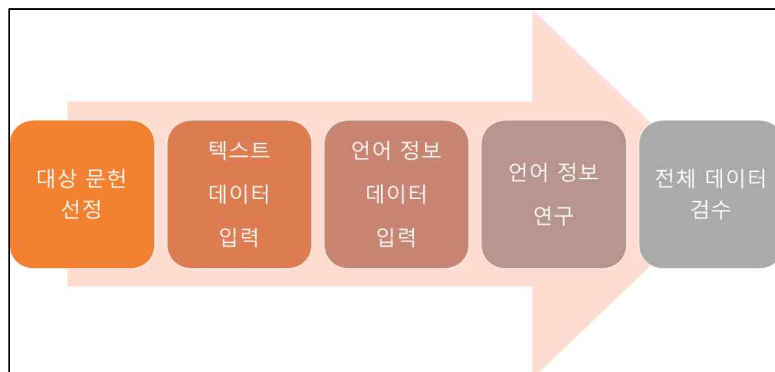 대상 문헌
선정
텍스트
데이터
입력
언어 정보
데이터
입력
언어 정보
연구
전체 데이터
검수